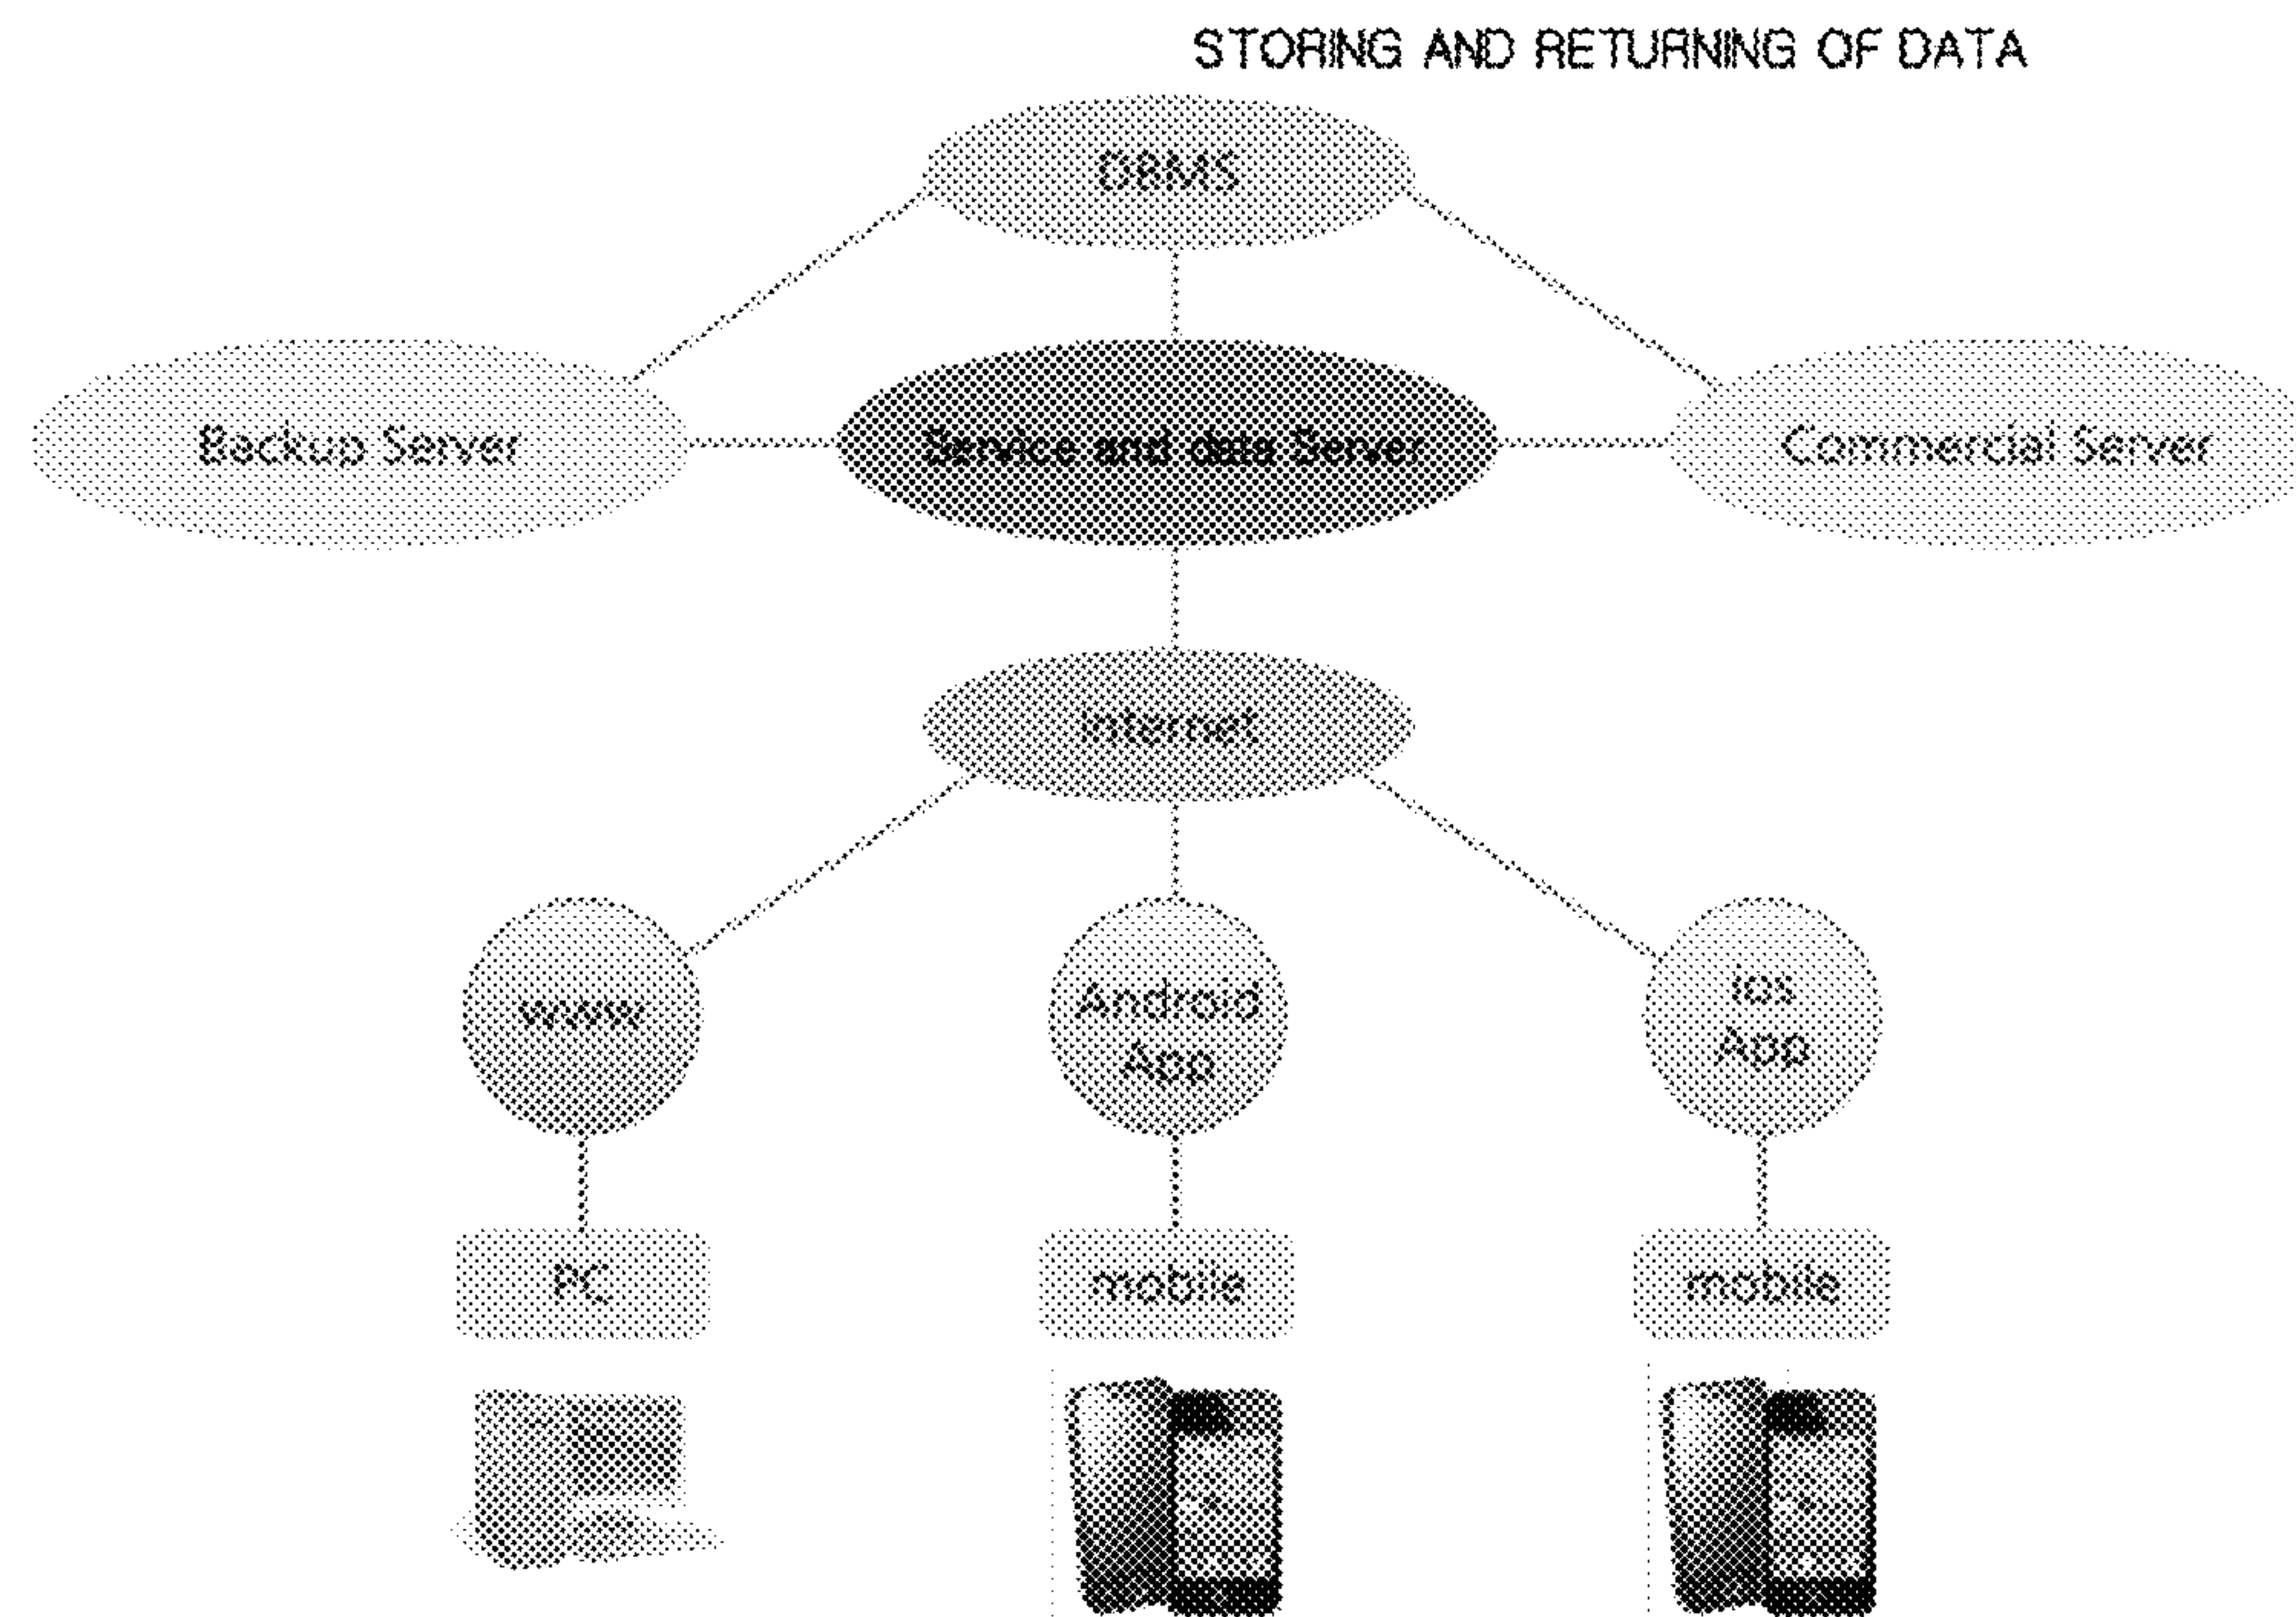 STORING AND RETURNING OF DATA
DBMS
Backup Server
Service and data Server
Commercial Server
Internet
www
Android
App
ios
App
PC
mobile
mobile